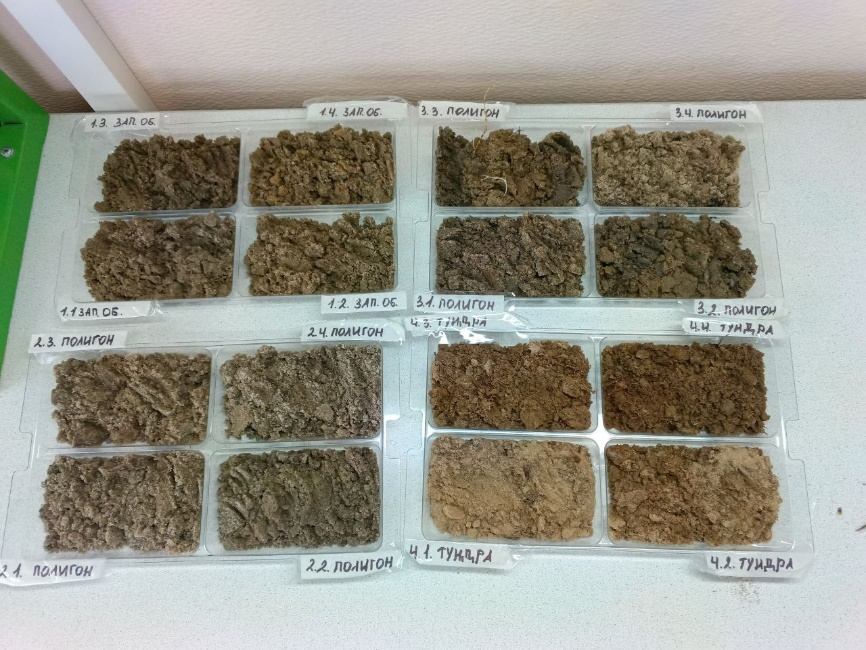 1.3. ЗАП. ОБ.
1.4. ЗАП. ОБ.
3.3. ПОЛИГОН
3.4. ПОЛИГОН
1.1 ЗАП. ОБ.
1.2. ЗАП. ОБ.
3.1. ПОЛИГОН
3.2. ПОЛИГОН
2.3. ПОЛИГОН
2.4. ПОЛИГОН
4.3. ТУНДРА
4.4. ТУНДРА
2.1. ПОЛИГОН
2.2. ПОЛИГОН
4.1. ТУНДРА
4.2. ТУНДРА